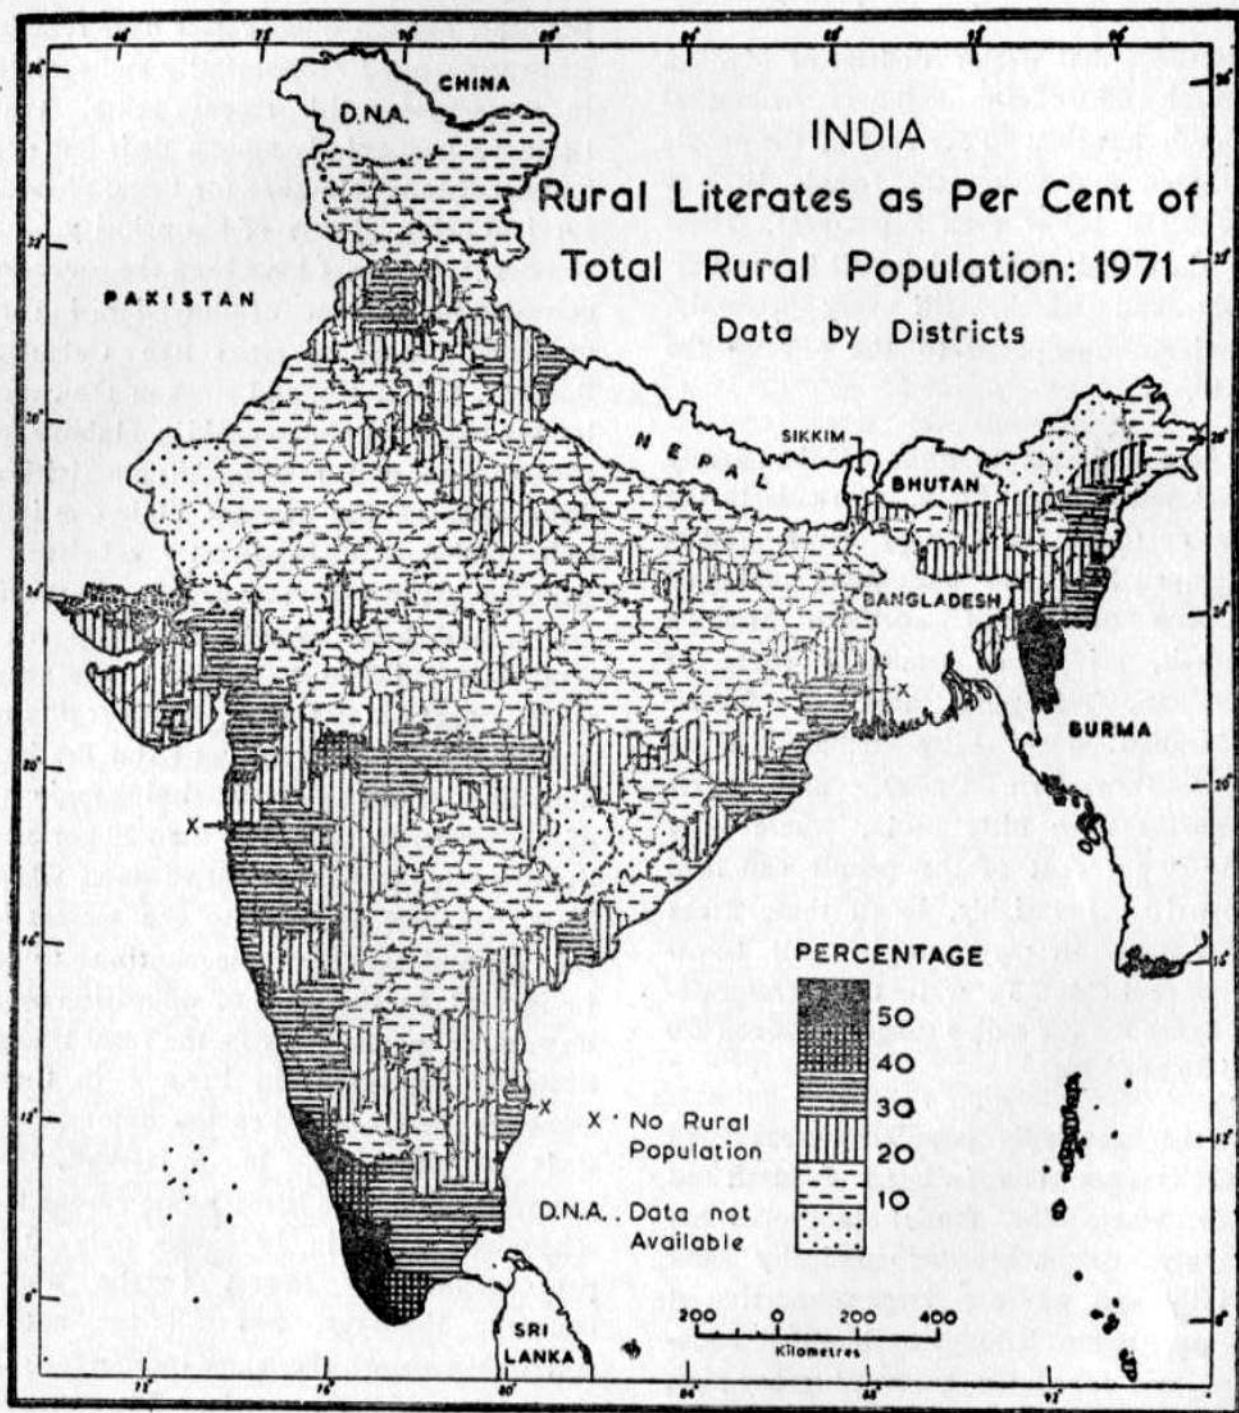 CHINA
D.N.A.
INDIA
Rural Literates as Per Cent of
Total Rural Population: 1971
Data by Districts
PAKISTAN
NEPAL
SIKKIM
BHUTAN
BANGLADESH
X
BURMA
X
PERCENTAGE
50
40
30
20
10
X
X · No Rural
Population
D.N.A. . Data not
Available
200 0 200 400
Kilometres
SRI
LANKA